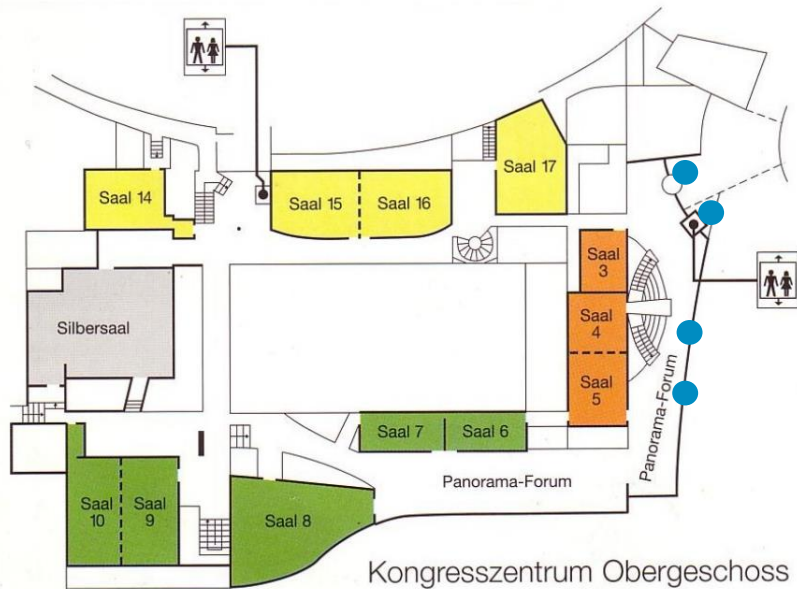 Saal 17
Saal 14
Saal 15
Saal 16
Saal
3
Silbersaal
Saal
4
Saal
5
Panorama-Forum
Saal 7
Saal 6
Panorama-Forum
Saal
10
Saal
9
Saal 8
Kongresszentrum Obergeschoss